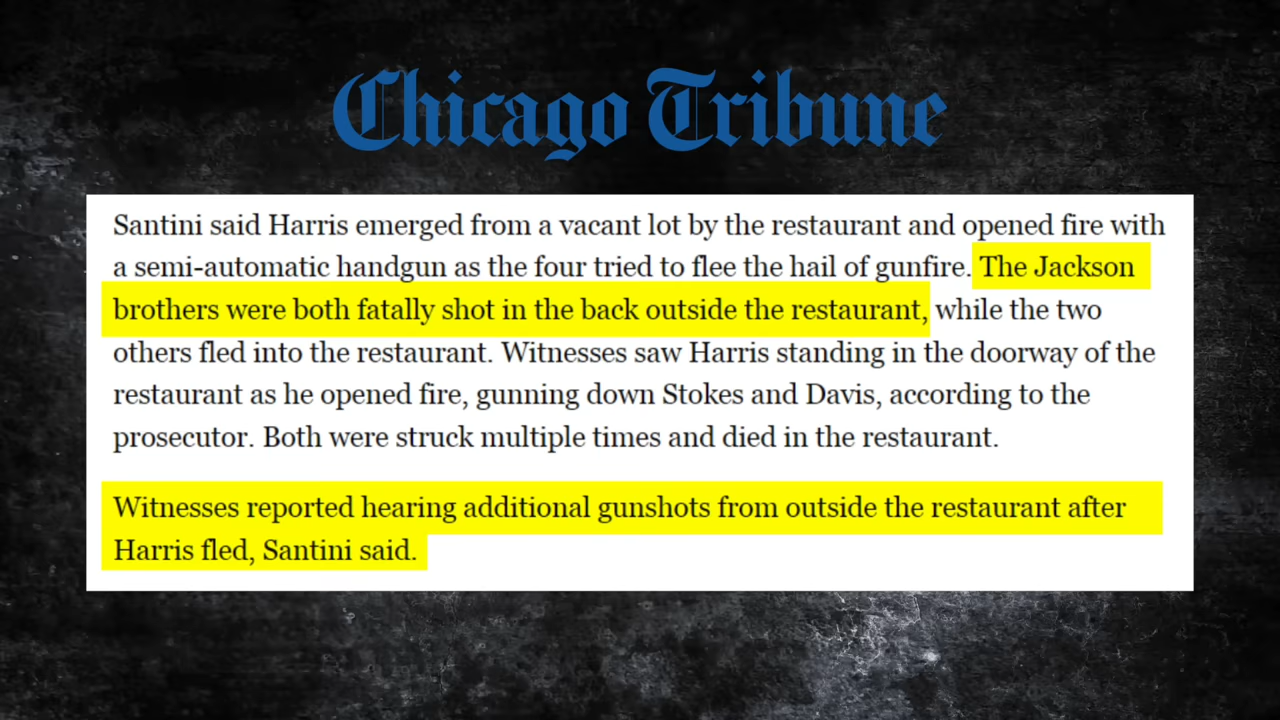 Chicago Tribune
Santini said Harris emerged from a vacant lot by the restaurant and opened fire with
a semi-automatic handgun as the four tried to flee the hail of gunfire. The Jackson
brothers were both fatally shot in the back outside the restaurant, while the two
others fled into the restaurant. Witnesses saw Harris standing in the doorway of the
restaurant as he opened fire, gunning down Stokes and Davis, according to the
prosecutor. Both were struck multiple times and died in the restaurant.
Witnesses reported hearing additional gunshots from outside the restaurant after
Harris fled, Santini said.